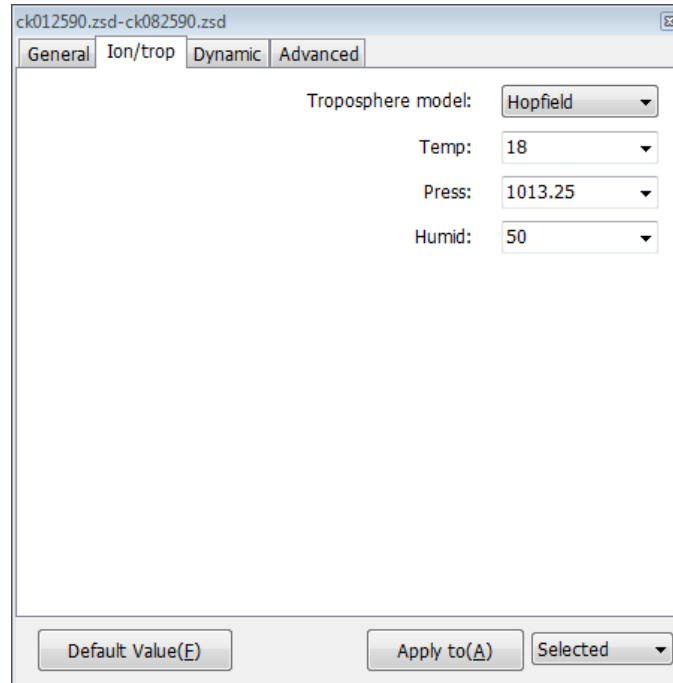 ck012590.zsd-ck082590.zsd
General Ion/trop Dynamic Advanced
Troposphere model: Hopfield
Temp: 18
Press: 1013.25
Humid: 50
Default Value(F) Apply to(A) Selected